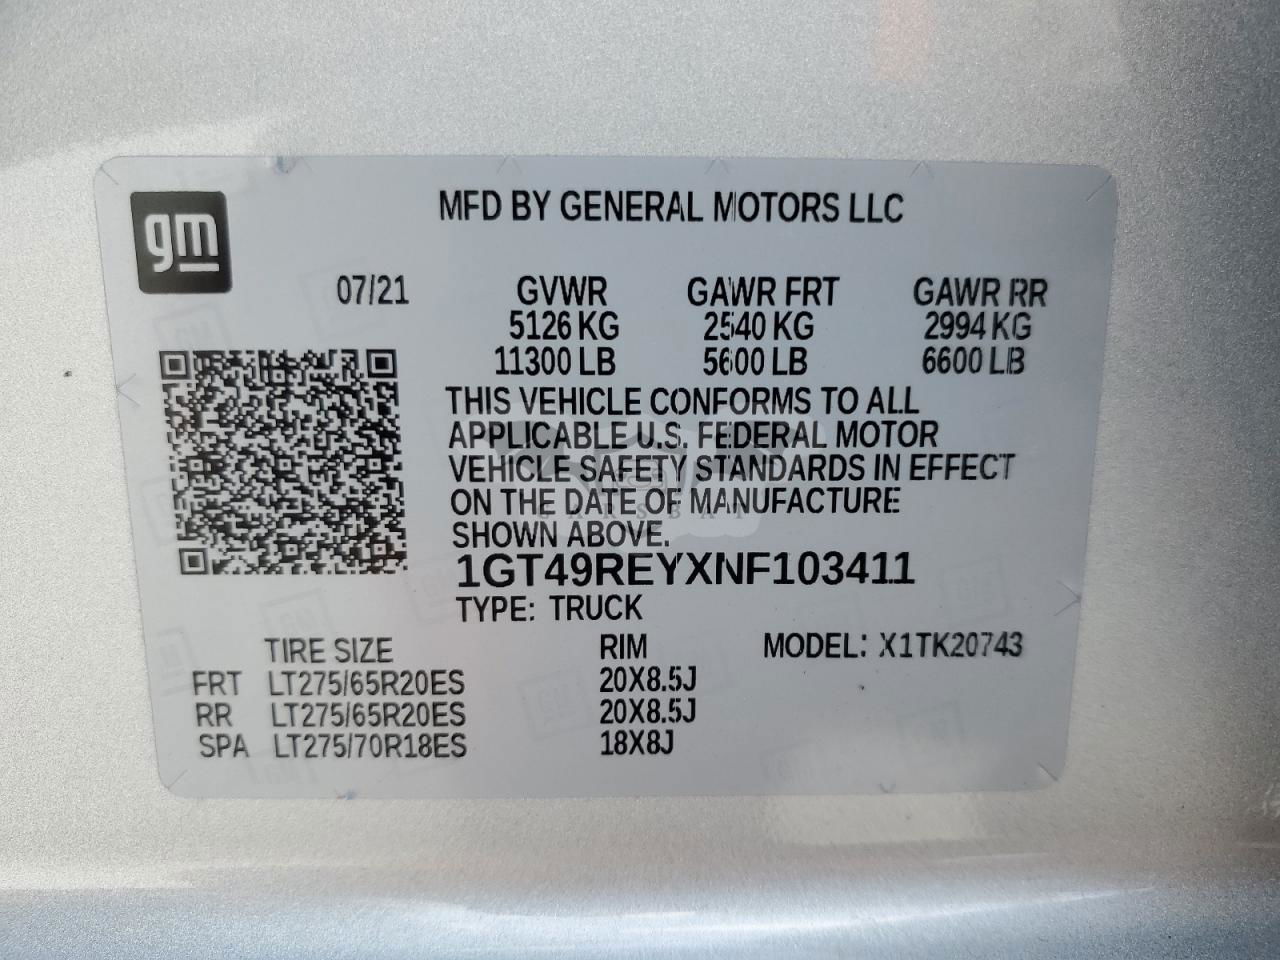 gm
MFD BY GENERAL MOTORS LLC
07/21 GVWR GAWR FRT GAWR RR
5126 KG 2540 KG 2994 KG
11300 LB 5600 LB 6600 LB
THIS VEHICLE CONFORMS TO ALL
APPLICABLE U.S. FEDERAL MOTOR
VEHICLE SAFETY STANDARDS IN EFFECT
ON THE DATE OF MANUFACTURE
CARSBAT
SHOWN ABOVE.
1GT49REYXNF103411
TYPE: TRUCK
TIRE SIZE RIM MODEL: X1TK20743
FRT LT275/65R20ES 20X8.5J
RR LT275/65R20ES 20X8.5J
SPA LT275/70R18ES 18X8J